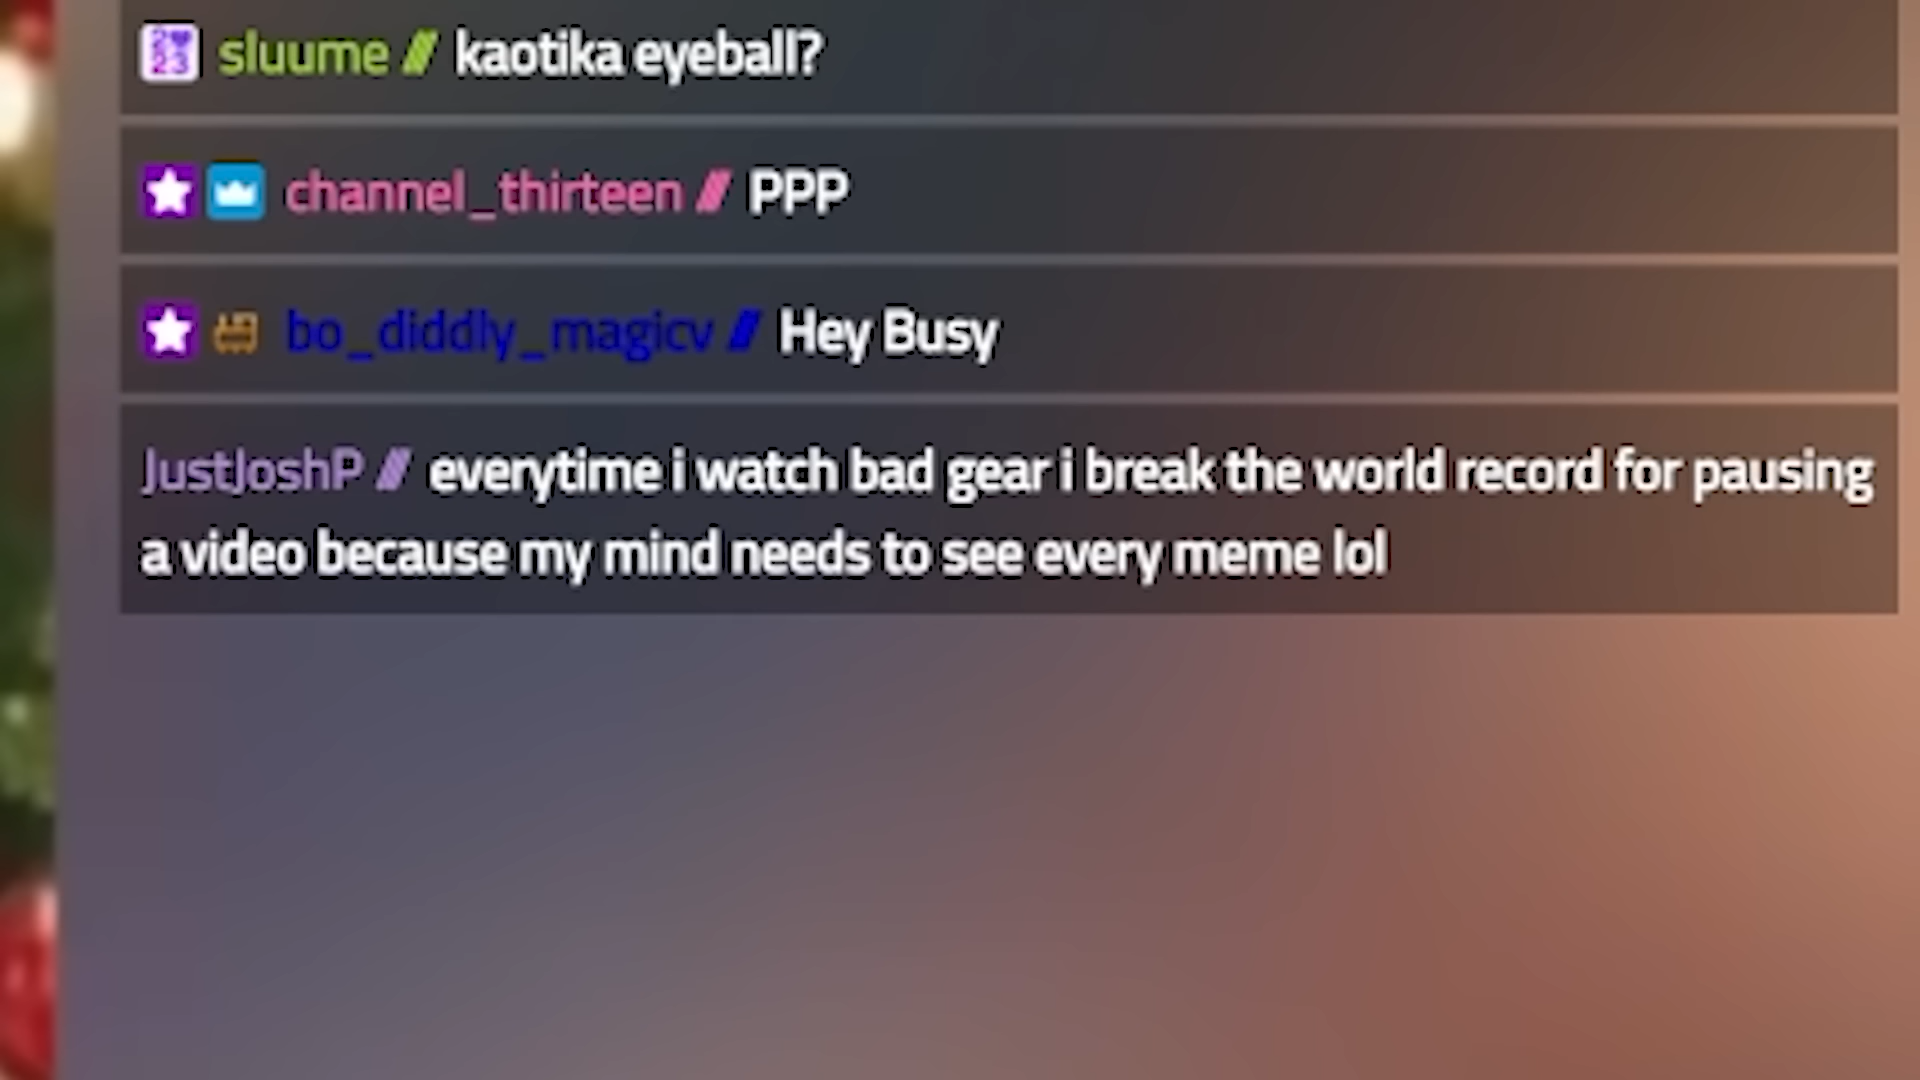 sluume // kaotika eyeball?
channel_thirteen // PPP
bo_diddly_magicv // Hey Busy
JustJoshP // everytime i watch bad gear i break the world record for pausing
a video because my mind needs to see every meme lol